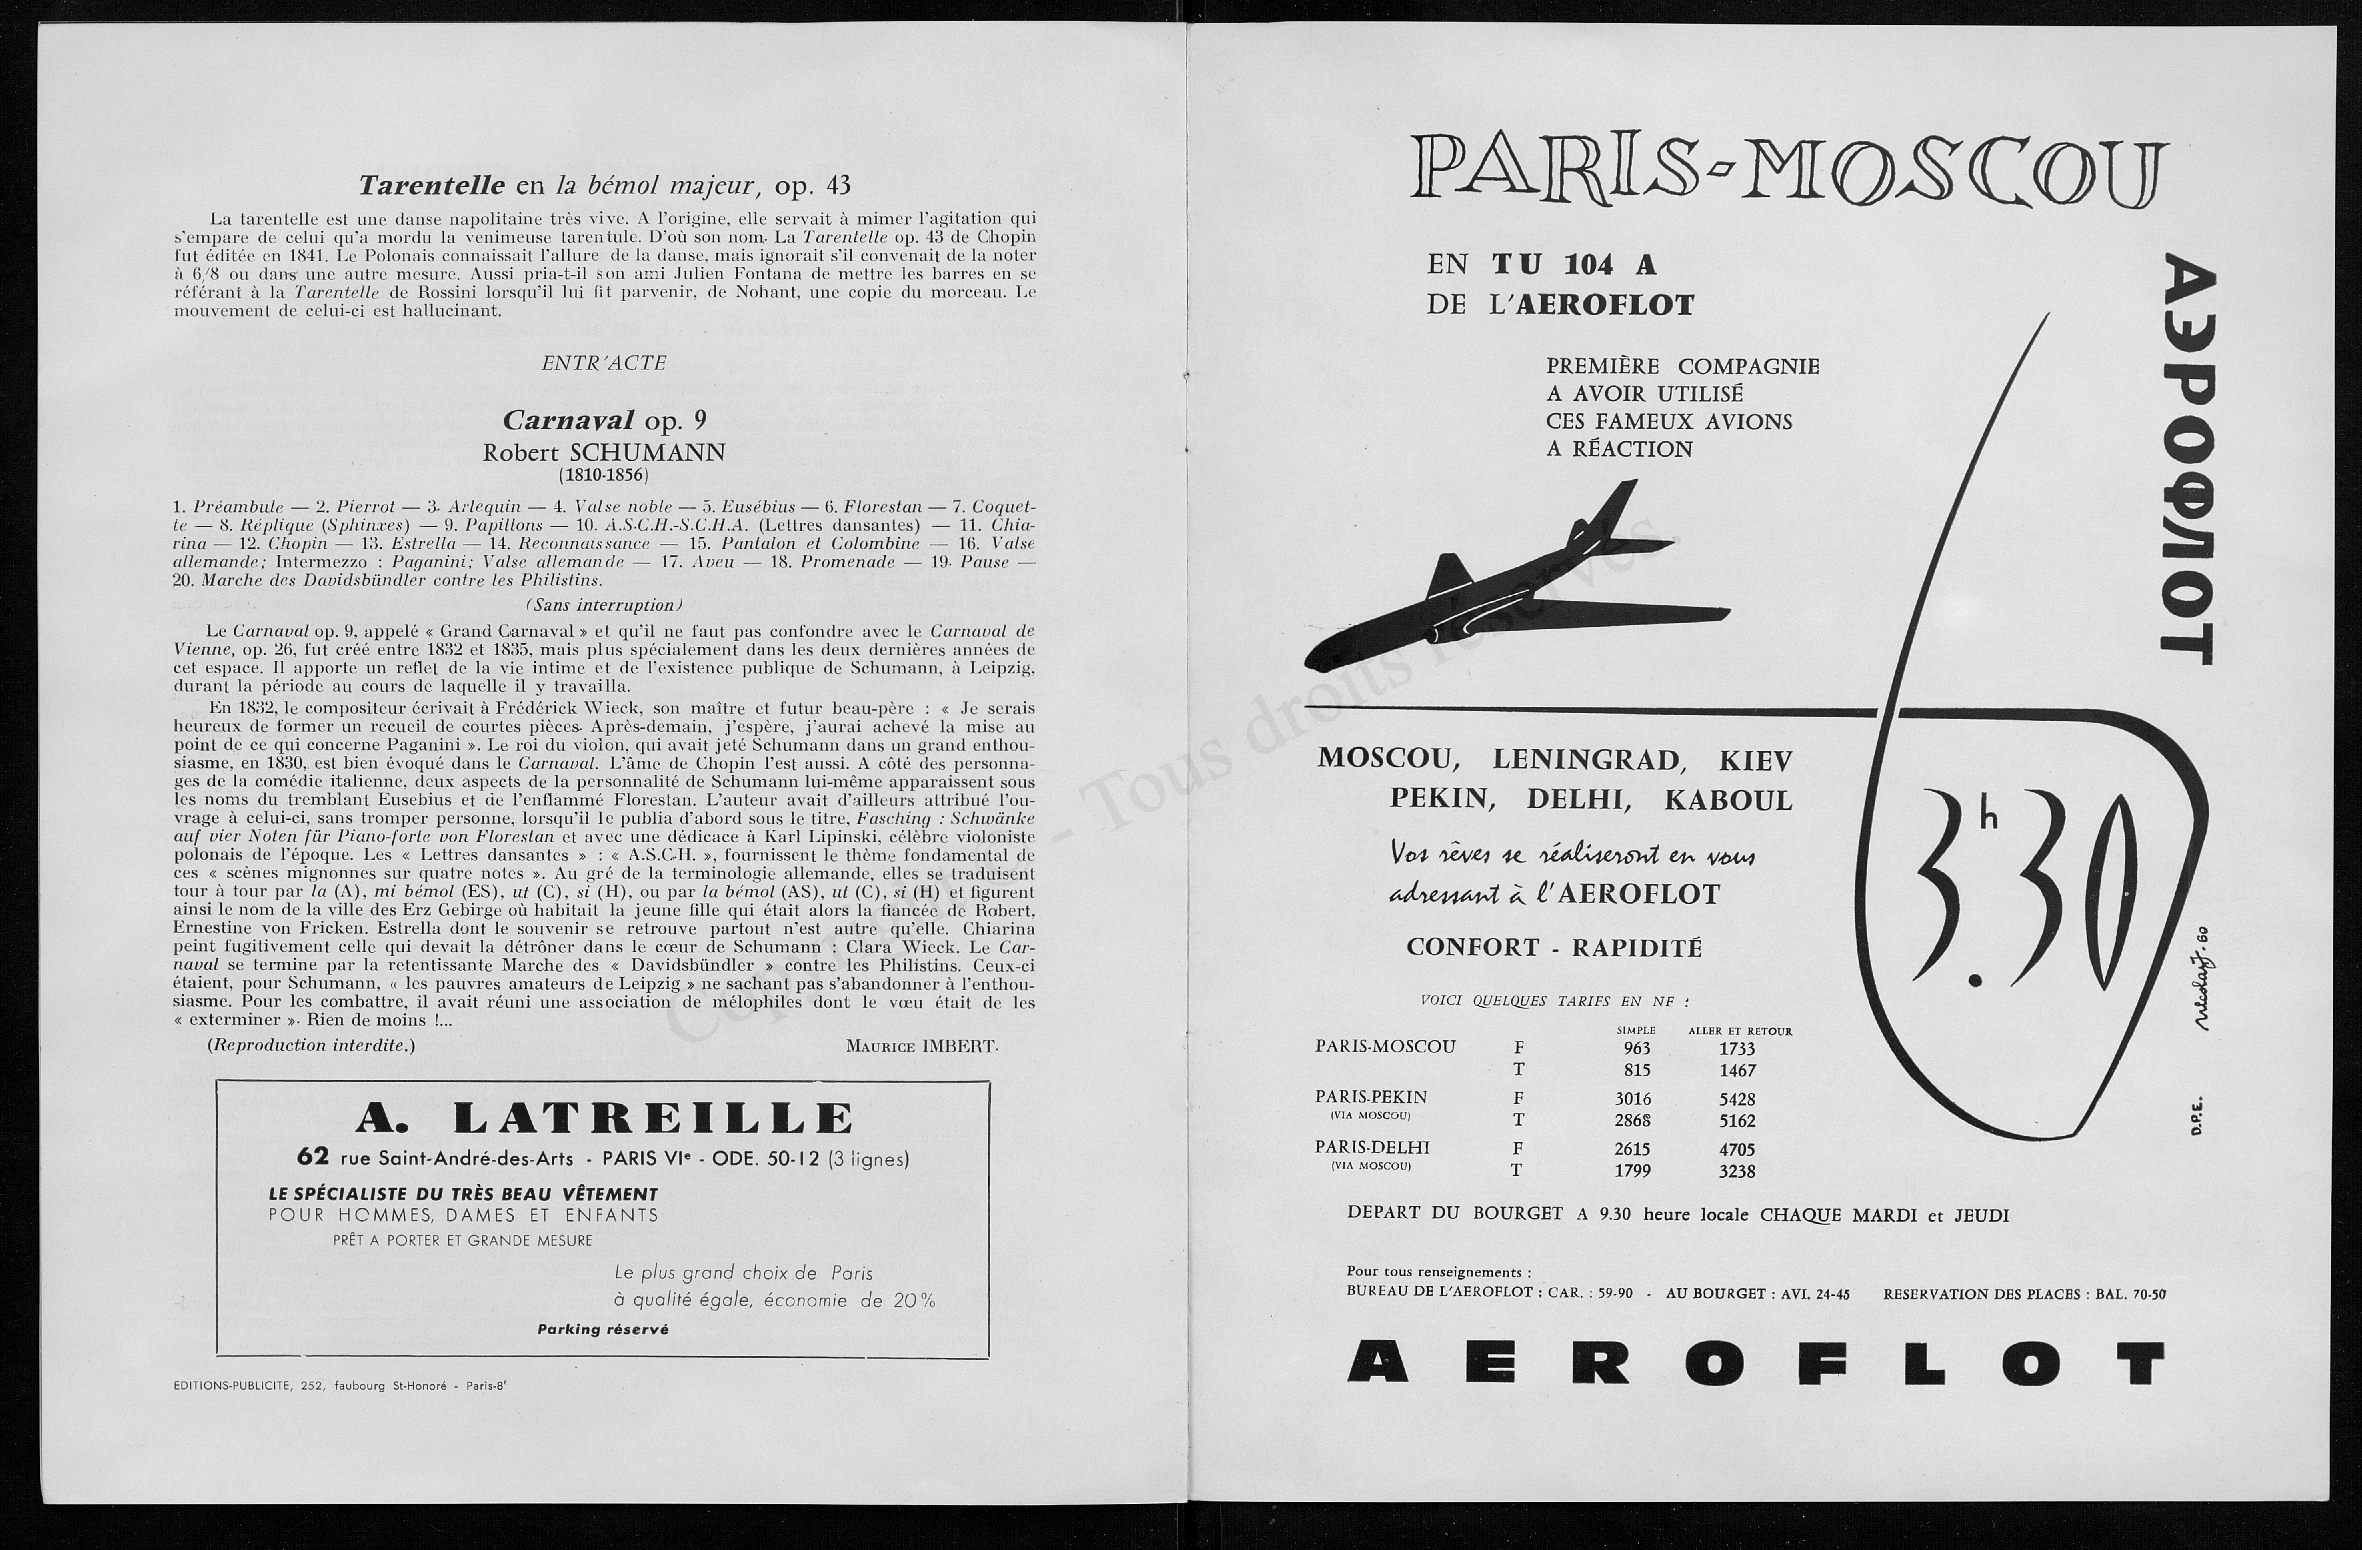 Tarentelle en la bémol majeur, op. 43
La tarentelle est une danse napolitaine très vive. A l'origine, elle servait à mimer l'agitation qui
s'empare de celui qu'a mordu la venimeuse tarentule. D'où son nom. La Tarentelle op. 43 de Chopin
fut éditée en 1841. Le Polonais connaissait l'allure de la danse, mais ignorait s'il convenait de la noter
à 6/8 ou dans une autre mesure. Aussi pria-t-il son ami Julien Fontana de mettre les barres en se
référant à la Tarentelle de Rossini lorsqu'il lui fit parvenir, de Nohant, une copie du morceau. Le
mouvement de celui-ci est hallucinant.
ENTR'ACTE
Carnaval op. 9
Robert SCHUMANN
(1810-1856)
1. Préambule — 2. Pierrot — 3. Arlequin — 4. Valse noble — 5. Eusébius — 6. Florestan — 7. Coquet-
te — 8. Réplique (Sphinxes) — 9. Papillons — 10. A.S.C.H.-S.C.H.A. (Lettres dansantes) — 11. Chia-
rina — 12. Chopin — 13. Estrella — 14. Reconnaissance — 15. Pantalon et Colombine — 16. Valse
allemande; Intermezzo : Paganini; Valse allemande — 17. Aveu — 18. Promenade — 19. Pause —
20. Marche des Davidsbündler contre les Philistins.
(Sans interruption)
Le Carnaval op. 9, appelé « Grand Carnaval » et qu'il ne faut pas confondre avec le Carnaval de
Vienne, op. 26, fut créé entre 1832 et 1835, mais plus spécialement dans les deux dernières années de
cet espace. Il apporte un reflet de la vie intime et de l'existence publique de Schumann, à Leipzig,
durant la période au cours de laquelle il y travailla.
En 1832, le compositeur écrivait à Frédérick Wieck, son maître et futur beau-père : « Je serais
heureux de former un recueil de courtes pièces. Après-demain, j'espère, j'aurai achevé la mise au
point de ce qui concerne Paganini ». Le roi du violon, qui avait jeté Schumann dans un grand enthou-
siasme, en 1830, est bien évoqué dans le Carnaval. L'âme de Chopin l'est aussi. A côté des personna-
ges de la comédie italienne, deux aspects de la personnalité de Schumann lui-même apparaissent sous
les noms du tremblant Eusebius et de l'enflammé Florestan. L'auteur avait d'ailleurs attribué l'ou-
vrage à celui-ci, sans tromper personne, lorsqu'il le publia d'abord sous le titre, Fasching : Schwänke
auf vier Noten für Piano-forte von Florestan et avec une dédicace à Karl Lipinski, célèbre violoniste
polonais de l'époque. Les « Lettres dansantes » : « A.S.C.H. », fournissent le thème fondamental de
ces « scènes mignonnes sur quatre notes ». Au gré de la terminologie allemande, elles se traduisent
tour à tour par la (A), mi bémol (ES), ut (C), si (H), ou par la bémol (AS), ut (C), si (H) et figurent
ainsi le nom de la ville des Erz Gebirge où habitait la jeune fille qui était alors la fiancée de Robert,
Ernestine von Fricken. Estrella dont le souvenir se retrouve partout n'est autre qu'elle. Chiarina
peint fugitivement celle qui devait la détrôner dans le cœur de Schumann : Clara Wieck. Le Car-
naval se termine par la retentissante Marche des « Davidsbündler » contre les Philistins. Ceux-ci
étaient, pour Schumann, « les pauvres amateurs de Leipzig » ne sachant pas s'abandonner à l'enthou-
siasme. Pour les combattre, il avait réuni une association de mélophiles dont le vœu était de les
« exterminer ». Rien de moins !...
(Reproduction interdite.) MAURICE IMBERT.
A. LATREILLE
62 rue Saint-André-des-Arts - PARIS VIe - ODE. 50-12 (3 lignes)
LE SPÉCIALISTE DU TRÈS BEAU VÊTEMENT
POUR HOMMES, DAMES ET ENFANTS
PRÊT A PORTER ET GRANDE MESURE
Le plus grand choix de Paris
à qualité égale, économie de 20%
Parking réservé
EDITIONS-PUBLICITE, 252, faubourg St-Honoré - Paris-8e
PARIS-MOSCOU
EN TU 104 A
DE L'AEROFLOT
PREMIÈRE COMPAGNIE
A AVOIR UTILISÉ
CES FAMEUX AVIONS
A RÉACTION
АЭРОФЛОТ
MOSCOU, LENINGRAD, KIEV
PEKIN, DELHI, KABOUL
Vos rêves se réaliseront en vous
adressant à l'AEROFLOT
CONFORT - RAPIDITÉ
3h.30
VOICI QUELQUES TARIFS EN NF :
SIMPLE ALLER ET RETOUR
PARIS-MOSCOU F 963 1733
T 815 1467
PARIS-PEKIN F 3016 5428
(VIA MOSCOU) T 2868 5162
PARIS-DELHI F 2615 4705
(VIA MOSCOU) T 1799 3238
D.P.E.
DEPART DU BOURGET A 9.30 heure locale CHAQUE MARDI et JEUDI
Pour tous renseignements :
BUREAU DE L'AEROFLOT : CAR. : 59-90 - AU BOURGET : AVI. 24-45 RESERVATION DES PLACES : BAL. 70-50
AEROFLOT
Copyright - Tous droits réservés